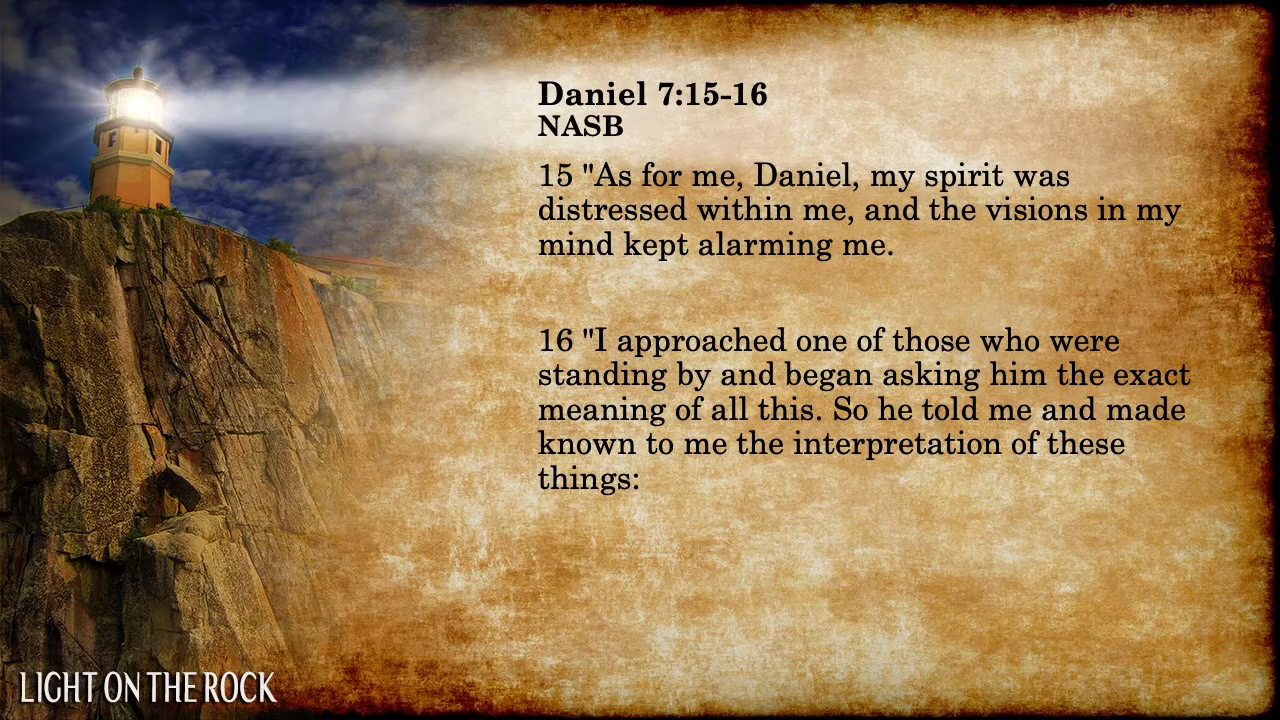 Daniel 7:15-16
NASB
15 "As for me, Daniel, my spirit was
distressed within me, and the visions in my
mind kept alarming me.
16 "I approached one of those who were
standing by and began asking him the exact
meaning of all this. So he told me and made
known to me the interpretation of these
things:
LIGHT ON THE ROCK